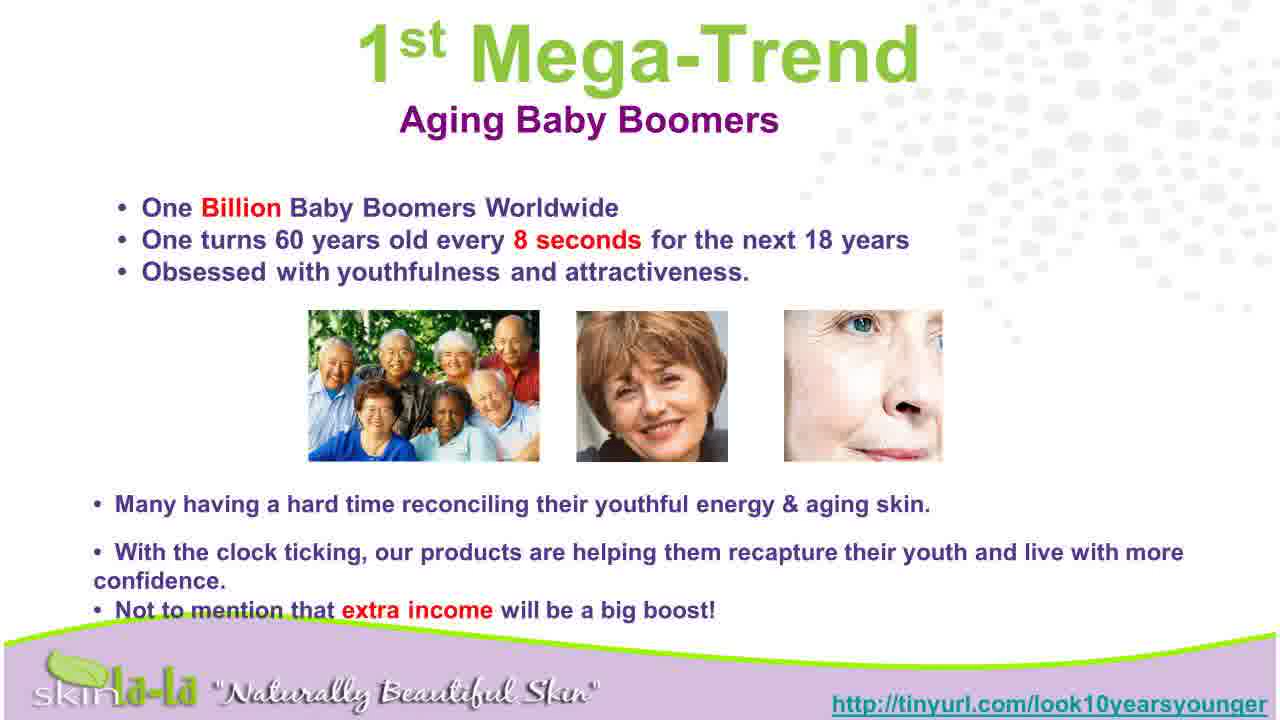 1st Mega-Trend
Aging Baby Boomers
• One Billion Baby Boomers Worldwide
• One turns 60 years old every 8 seconds for the next 18 years
• Obsessed with youthfulness and attractiveness.
• Many having a hard time reconciling their youthful energy & aging skin.
• With the clock ticking, our products are helping them recapture their youth and live with more
confidence.
• Not to mention that extra income will be a big boost!
skin la-la "Naturally Beautiful Skin"
http://tinyurl.com/look10yearsyounger